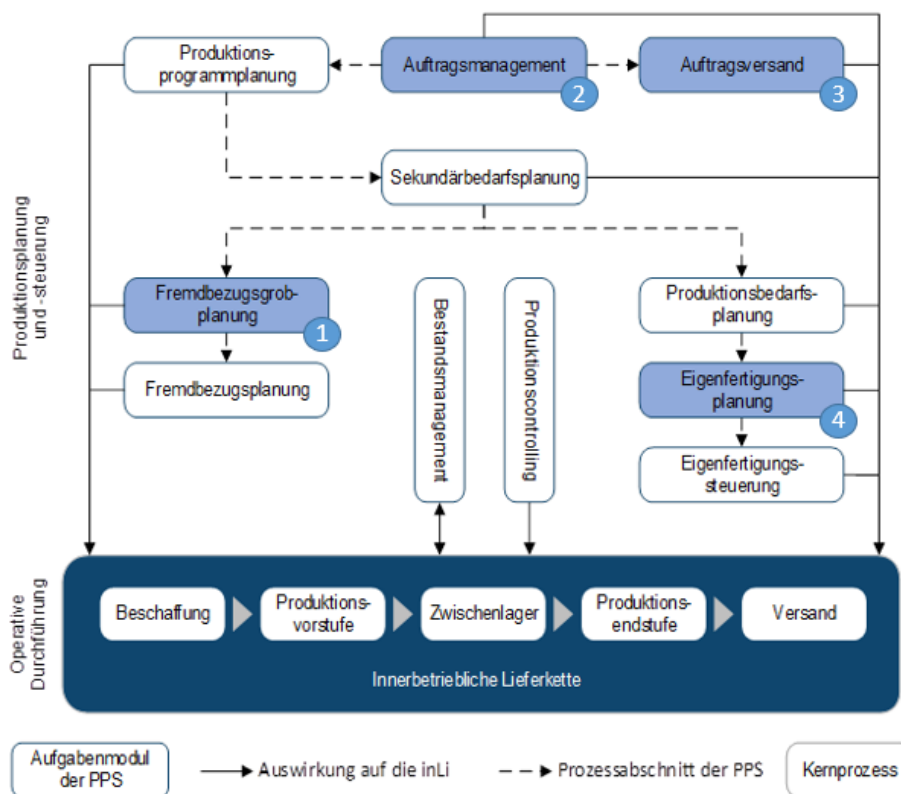 Produktions-
programmplanung
Auftragsmanagement
2
Auftragsversand
3
Sekundärbedarfsplanung
Produktionsplanung
und -steuerung
Fremdbezugsgrob-
planung
1
Fremdbezugsplanung
Bestandsmanagement
Produktionscontrolling
Produktionsbedarfs-
planung
Eigenfertigungs-
planung
4
Eigenfertigungs-
steuerung
Operative
Durchführung
Beschaffung
Produktions-
vorstufe
Zwischenlager
Produktions-
endstufe
Versand
Innerbetriebliche Lieferkette
Aufgabenmodul
der PPS
Auswirkung auf die inLi
Prozessabschnitt der PPS
Kernprozess